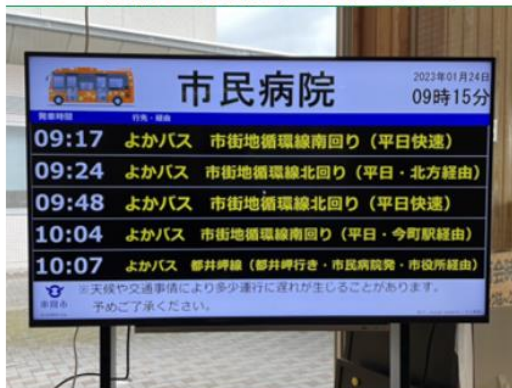 市民病院
2023年01月24日
09時15分
発車時間 行先・経由
09:17 よかバス 市街地循環線南回り（平日快速）
09:24 よかバス 市街地循環線北回り（平日・北方経由）
09:48 よかバス 市街地循環線北回り（平日快速）
10:04 よかバス 市街地循環線南回り（平日・今町駅経由）
10:07 よかバス 都井岬線（都井岬行き・市民病院発・市役所経由）
※天候や交通事情により多少運行に遅れが生じることがあります。
予めご了承ください。
串間市